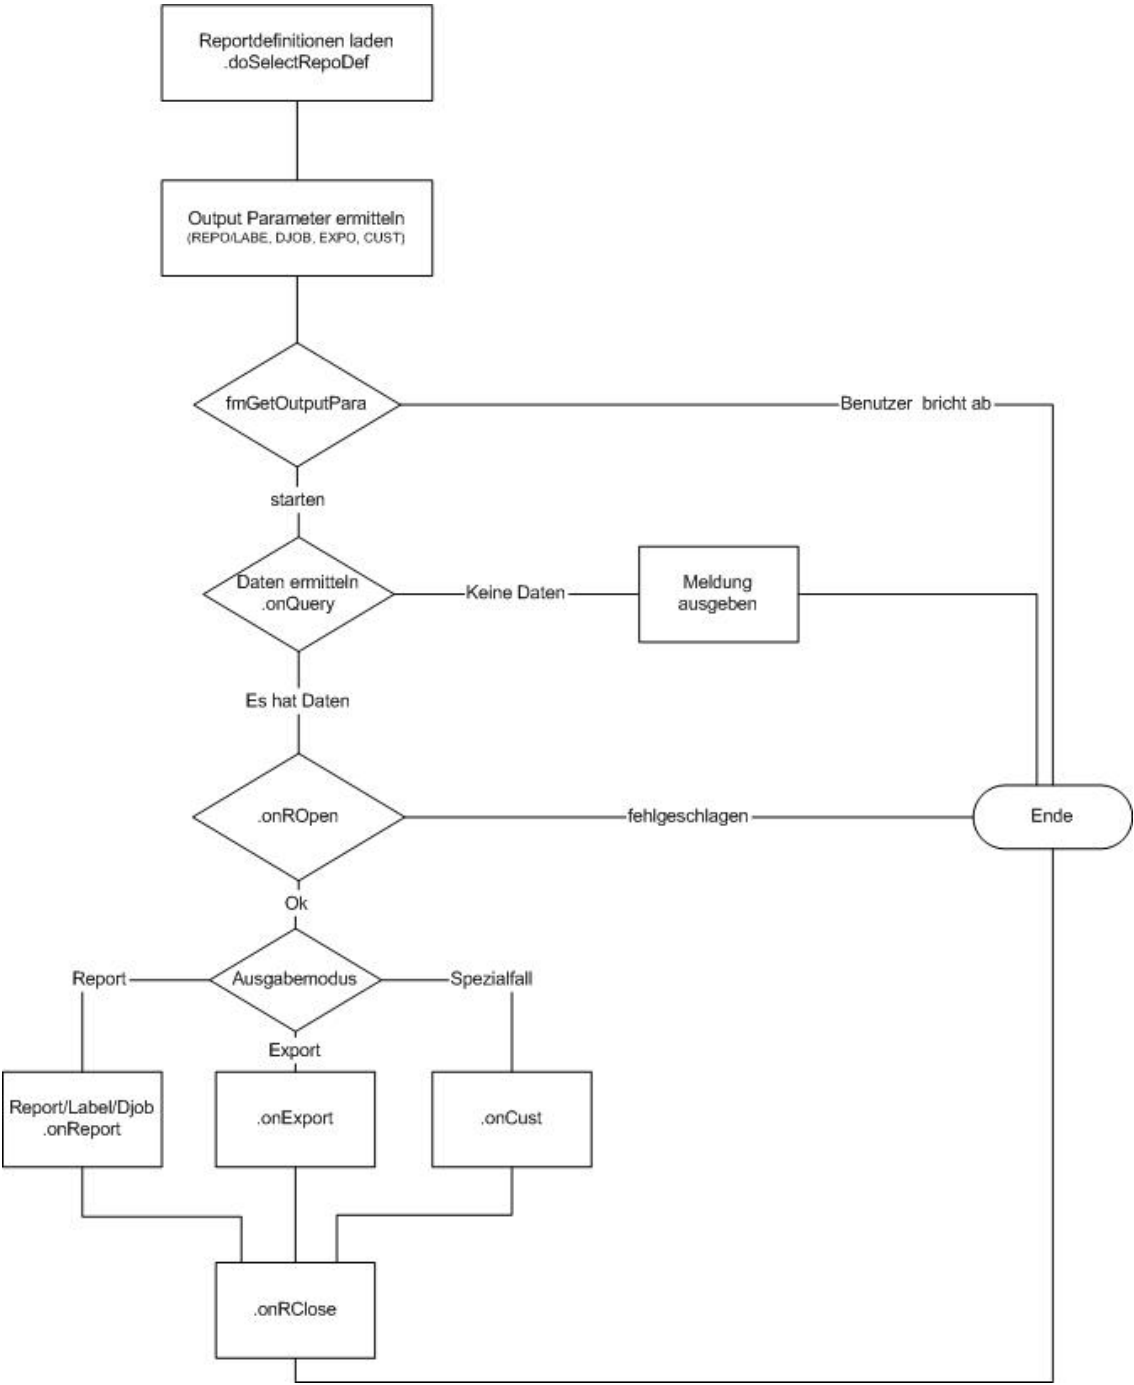 Reportdefinitionen laden
.doSelectRepoDef
Output Parameter ermitteln
(REPO/LABE, DJOB, EXPO, CUST)
fmGetOutputPara
Benutzer bricht ab
starten
Daten ermitteln
.onQuery
Keine Daten
Meldung
ausgeben
Es hat Daten
.onROpen
fehlgeschlagen
Ende
Ok
Report
Ausgabemodus
Spezialfall
Export
Report/Label/Djob
.onReport
.onExport
.onCust
.onRClose